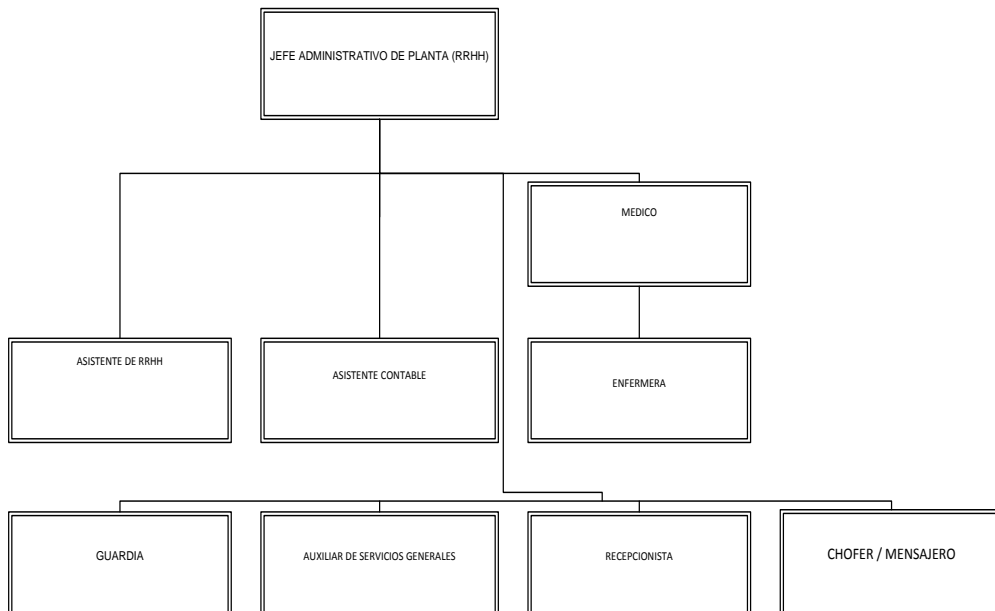 JEFE ADMINISTRATIVO DE PLANTA (RRHH)
MEDICO
ASISTENTE DE RRHH
ASISTENTE CONTABLE
ENFERMERA
GUARDIA
AUXILIAR DE SERVICIOS GENERALES
RECEPCIONISTA
CHOFER / MENSAJERO